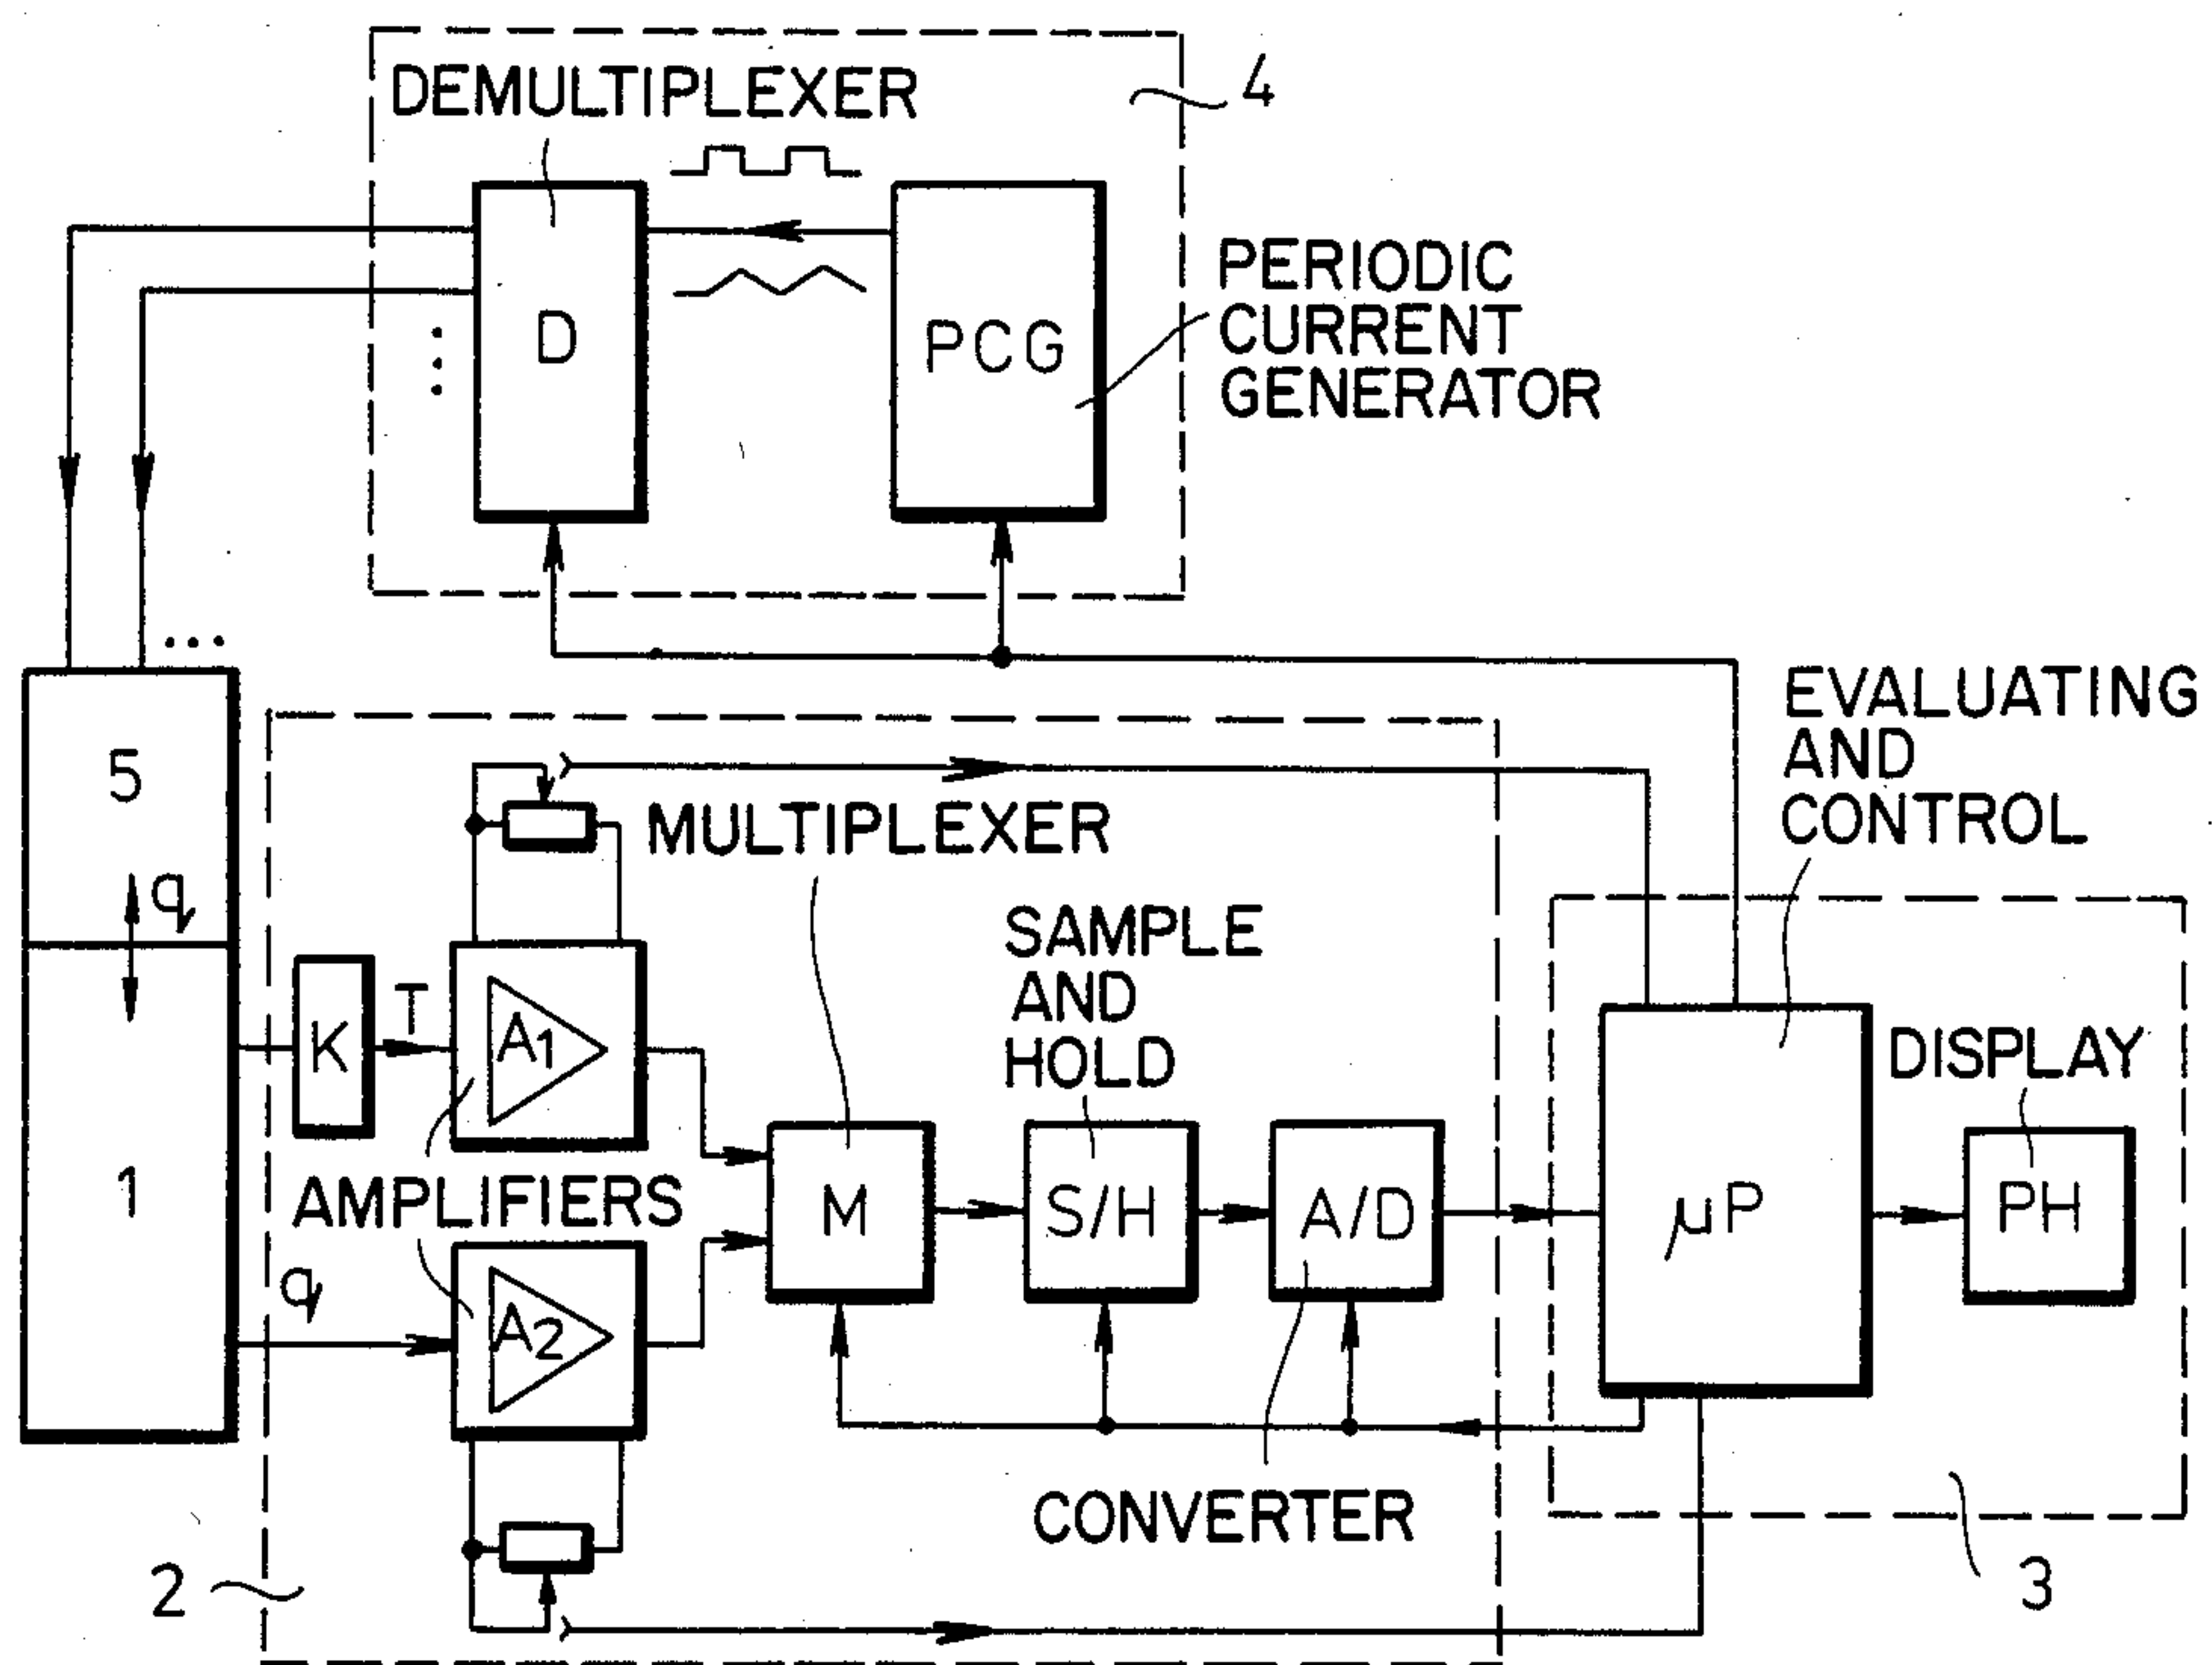 DEMULTIPLEXER
4
D
PCG
PERIODIC
CURRENT
GENERATOR
5
q
1
K
T
A1
MULTIPLEXER
SAMPLE
AND
HOLD
EVALUATING
AND
CONTROL
DISPLAY
AMPLIFIERS
M
S/H
A/D
μP
PH
q
A2
CONVERTER
2
3